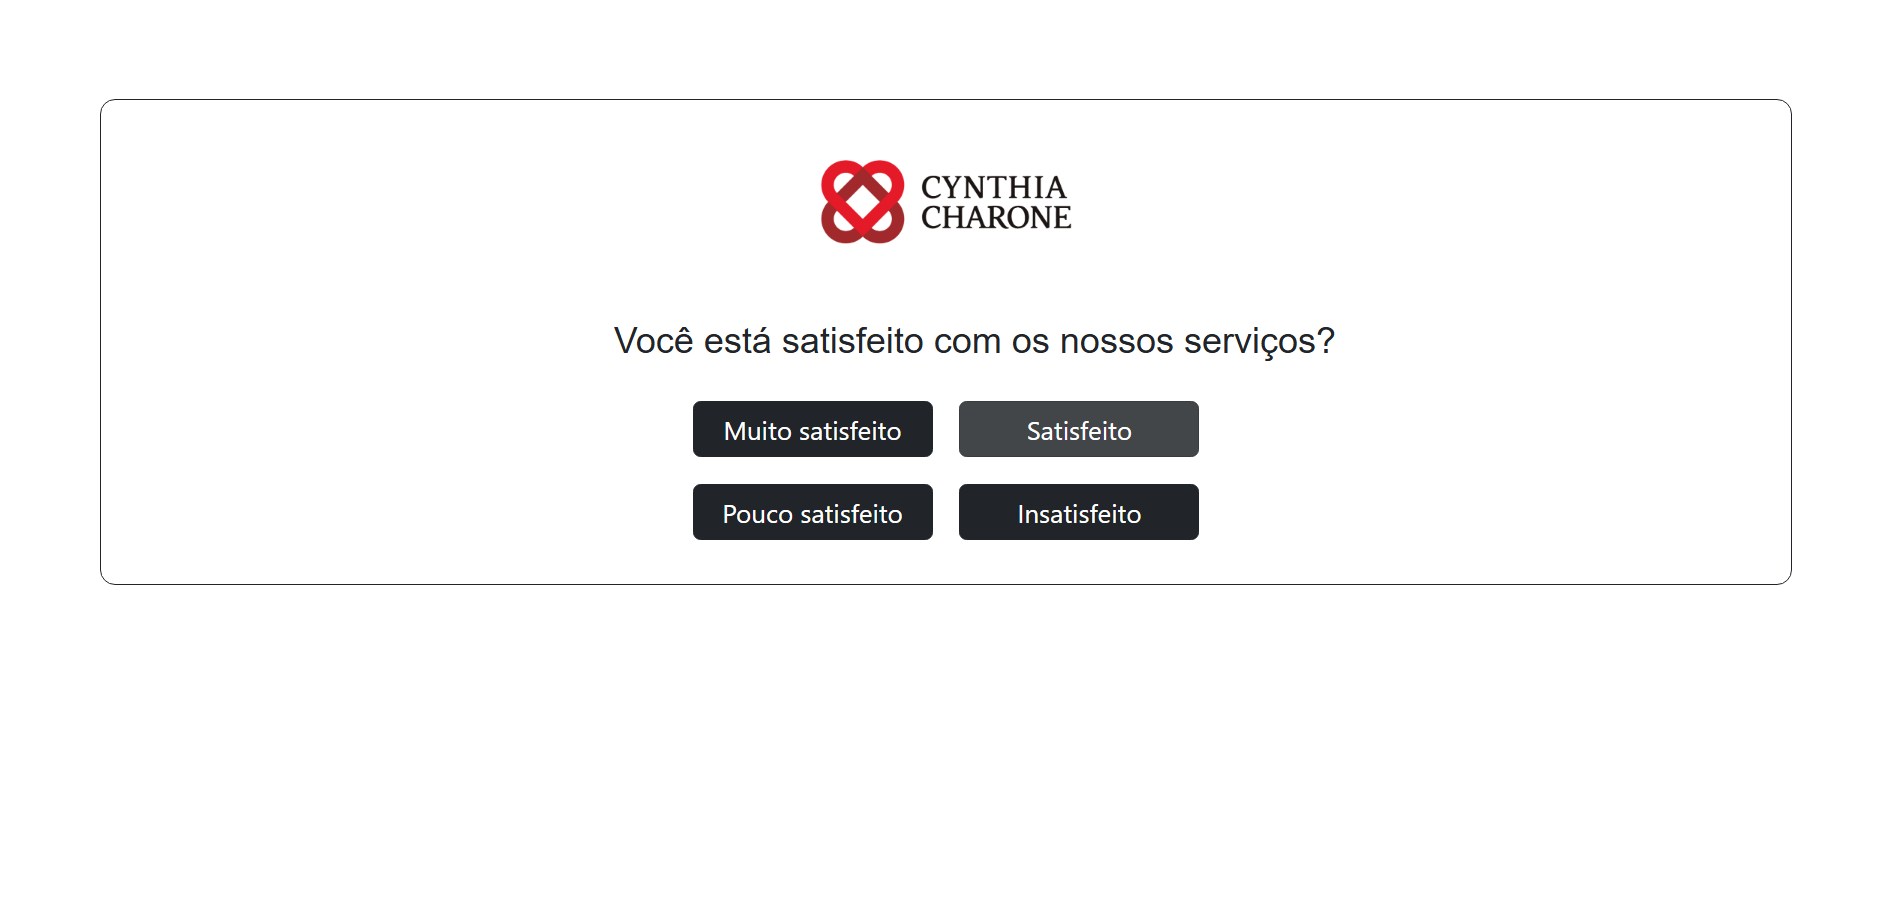 CYNTHIA
CHARONE
Você está satisfeito com os nossos serviços?
Muito satisfeito
Satisfeito
Pouco satisfeito
Insatisfeito